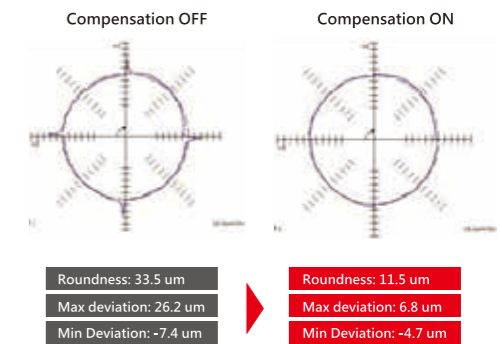 Compensation OFF
Compensation ON
Roundness: 33.5 um
Max deviation: 26.2 um
Min Deviation: -7.4 um
Roundness: 11.5 um
Max deviation: 6.8 um
Min Deviation: -4.7 um